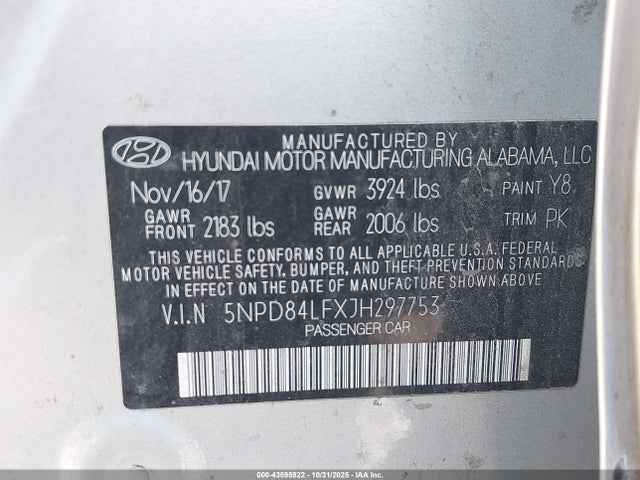 MANUFACTURED BY
HYUNDAI MOTOR MANUFACTURING ALABAMA, LLC
Nov/16/17 GVWR 3924 lbs PAINT Y8
GAWR FRONT 2183 lbs GAWR REAR 2006 lbs TRIM PK
THIS VEHICLE CONFORMS TO ALL APPLICABLE U.S.A. FEDERAL
MOTOR VEHICLE SAFETY, BUMPER, AND THEFT PREVENTION STANDARDS
IN EFFECT ON THE DATE OF MANUFACTURE SHOWN ABOVE
V.I.N 5NPD84LFXJH297753
PASSENGER CAR
000-43595922 • 10/31/2025 • IAA Inc.